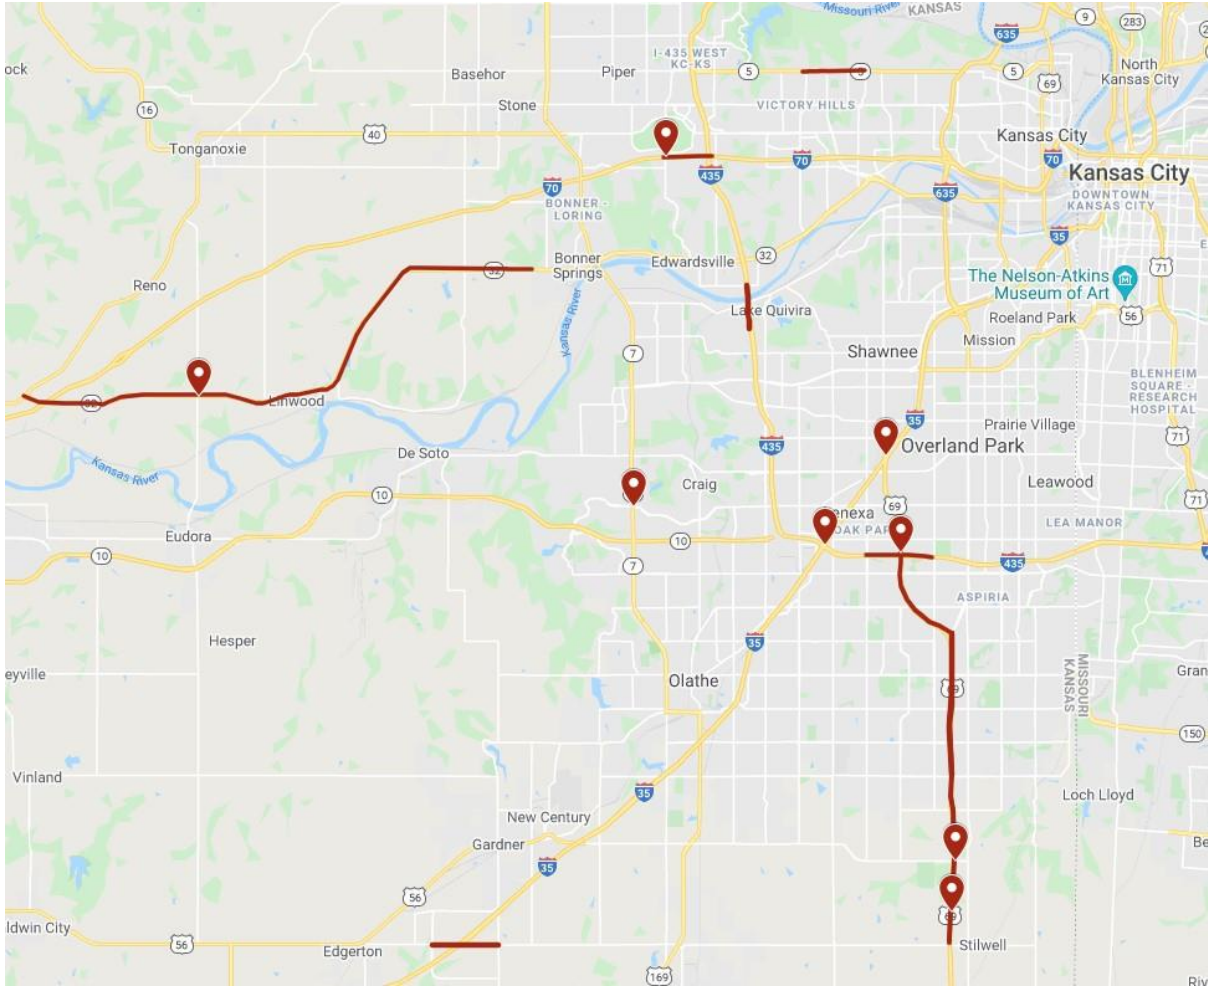 Missouri River
KANSAS
9
283
635
I-435 WEST
KC-KS
ock
Basehor
Piper
5
5
5
North
Kansas City
69
16
Stone
VICTORY HILLS
40
Kansas City
Tonganoxie
70
70
70
435
Kansas City
635
DOWNTOWN
KANSAS CITY
BONNER -
LORING
35
Bonner
Springs
Edwardsville
32
32
71
The Nelson-Atkins
Museum of Art
Reno
Kansas River
Lake Quivira
Roeland Park
56
Mission
7
Shawnee
BLENHEIM
SQUARE -
RESEARCH
HOSPITAL
32
Linwood
35
Prairie Village
71
435
Overland Park
De Soto
Kansas River
Craig
Leawood
10
69
71
enexa
OAK PAR
LEA MANOR
Eudora
10
10
435
7
ASPIRIA
Hesper
35
MISSOURI
KANSAS
eyville
Olathe
69
Gran
150
Vinland
35
Loch Lloyd
New Century
Gardner
35
Be
56
ldwin City
56
Edgerton
69
Stilwell
169
Riv